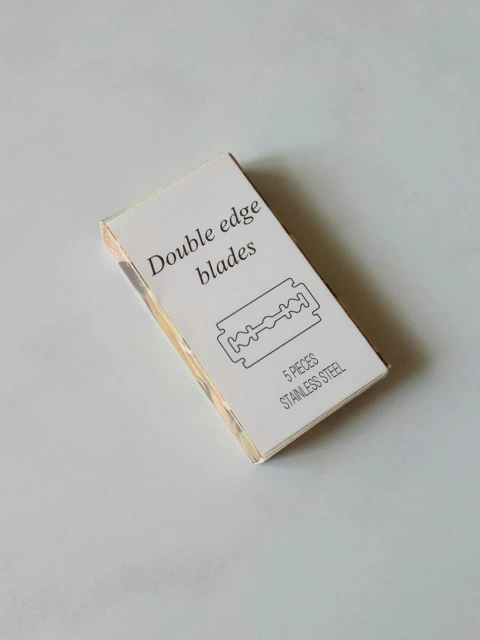 Double edge
blades
5 PIECES
STAINLESS STEEL